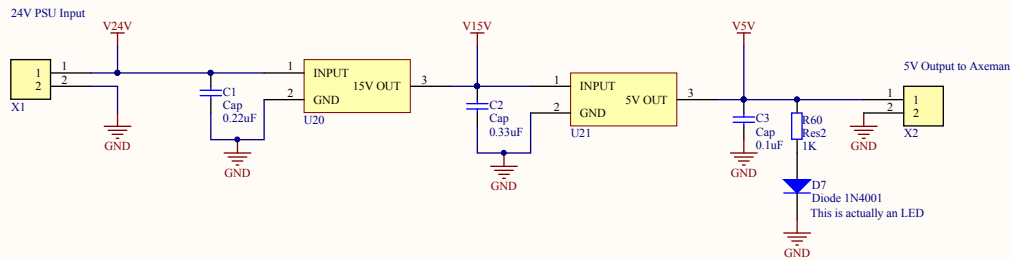 24V PSU Input
V24V
V15V
V5V
5V Output to Axeman
1
2
1
2
X1
GND
C1
Cap
0.22uF
GND
1
2
INPUT
15V OUT
GND
3
U20
C2
Cap
0.33uF
GND
1
2
INPUT
5V OUT
GND
3
U21
C3
Cap
0.1uF
GND
R60
Res2
1K
D7
Diode 1N4001
This is actually an LED
GND
1
2
1
2
X2
GND